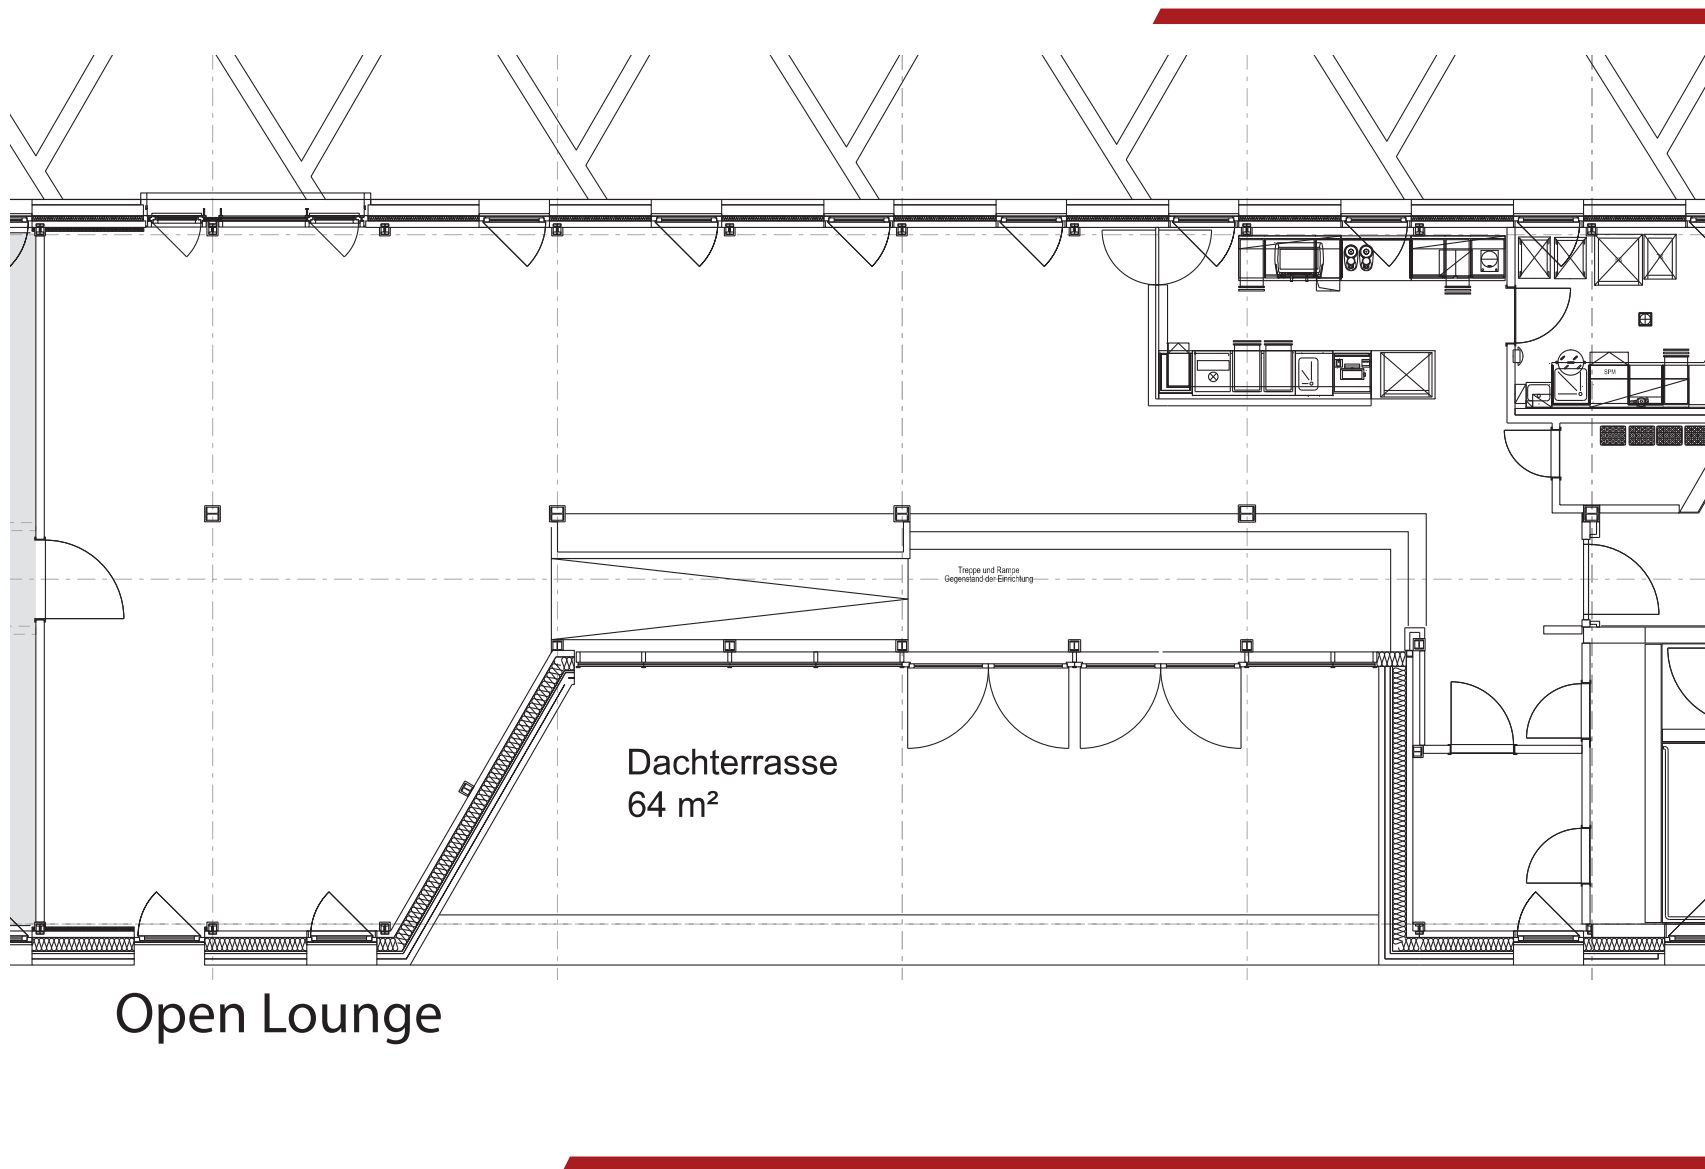 SPM
Treppe und Rampe
Gegenstand der Einrichtung
Dachterrasse
64 m²
Open Lounge